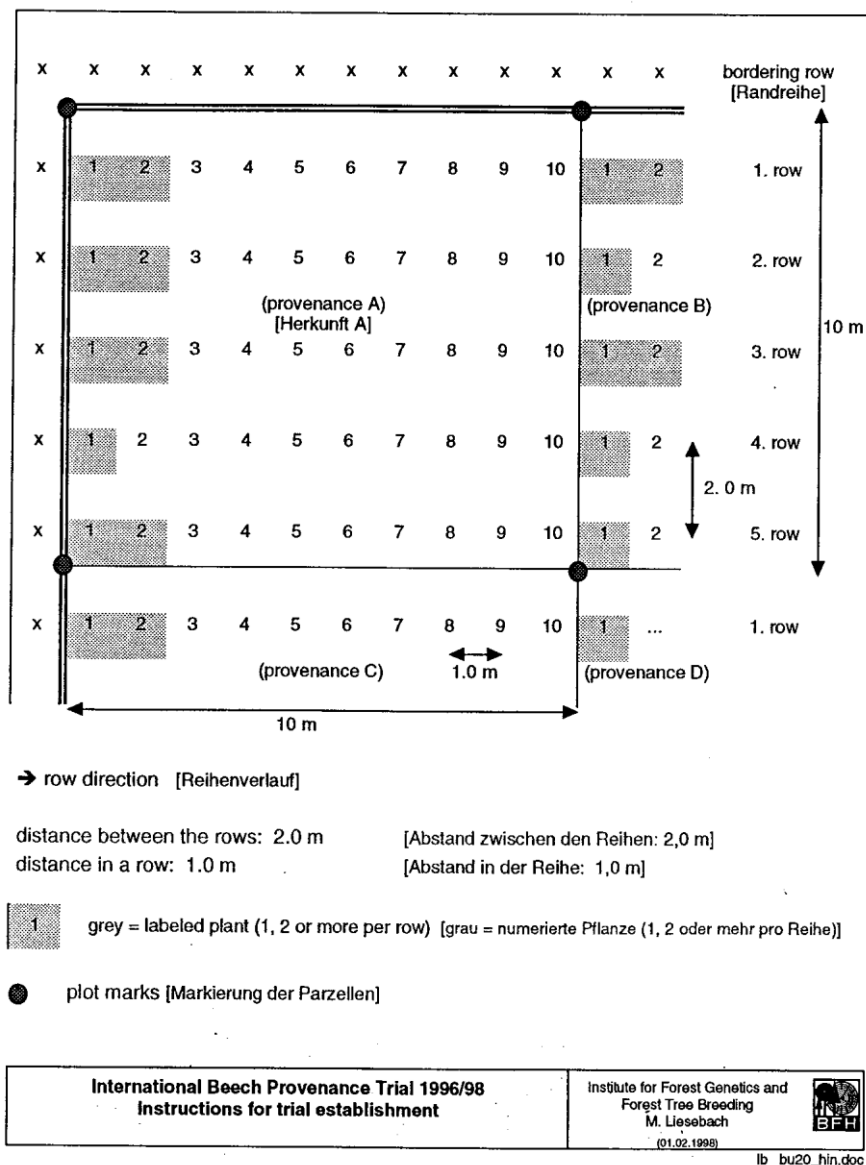 x x x x x x x x x x x x x bordering row
[Randreihe]
x 1 2 3 4 5 6 7 8 9 10 1 2 1. row
x 1 2 3 4 5 6 7 8 9 10 1 2 2. row
(provenance A) (provenance B)
[Herkunft A]
10 m
x 1 2 3 4 5 6 7 8 9 10 1 2 3. row
x 1 2 3 4 5 6 7 8 9 10 1 2 4. row
2. 0 m
x 1 2 3 4 5 6 7 8 9 10 1 2 5. row
x 1 2 3 4 5 6 7 8 9 10 1 ... 1. row
(provenance C) 1.0 m (provenance D)
10 m
➔ row direction [Reihenverlauf]
distance between the rows: 2.0 m [Abstand zwischen den Reihen: 2,0 m]
distance in a row: 1.0 m [Abstand in der Reihe: 1,0 m]
1 grey = labeled plant (1, 2 or more per row) [grau = numerierte Pflanze (1, 2 oder mehr pro Reihe)]
plot marks [Markierung der Parzellen]
International Beech Provenance Trial 1996/98
Instructions for trial establishment
Institute for Forest Genetics and
Forest Tree Breeding
M. Liesebach
(01.02.1998)
BFH
lb bu20_hin.doc